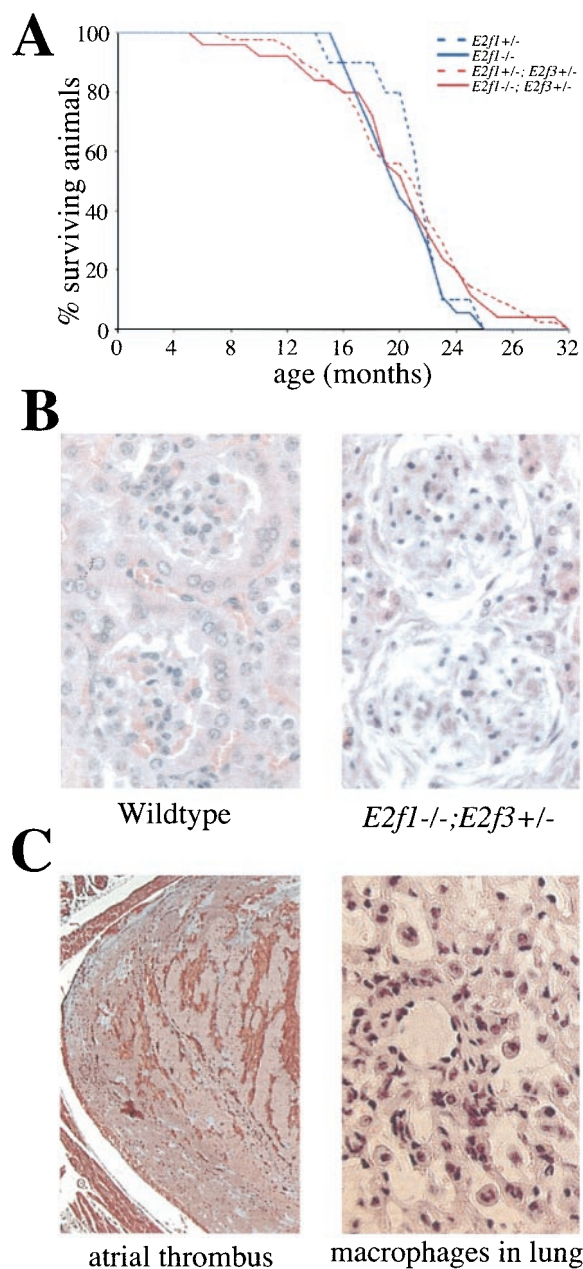 A
% surviving animals
100
80
60
40
20
0
0 4 8 12 16 20 24 26 32
age (months)
E2f1+/-
E2f1-/-
E2f1+/-; E2f3+/-
E2f1-/-; E2f3+/-
B
Wildtype
E2f1-/-;E2f3+/-
C
atrial thrombus
macrophages in lung